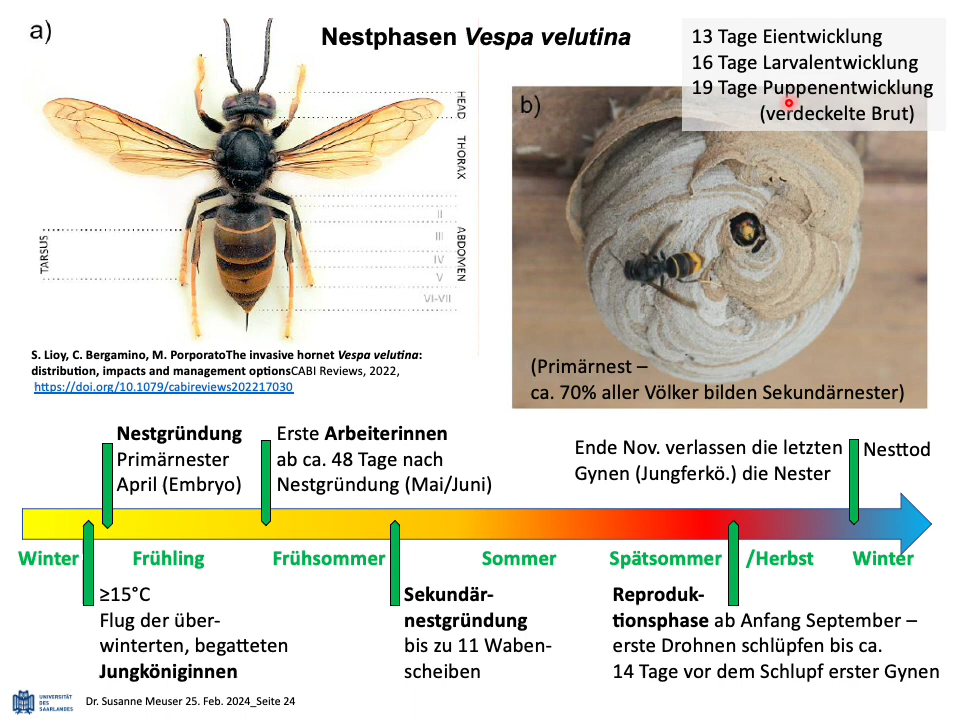 a)
Nestphasen Vespa velutina
13 Tage Eientwicklung
16 Tage Larvalentwicklung
19 Tage Puppenentwicklung
(verdeckelte Brut)
HEAD
THORAX
II
III
ABDOMEN
IV
V
VI-VII
TARSUS
b)
(Primärnest –
ca. 70% aller Völker bilden Sekundärnester)
S. Lioy, C. Bergamino, M. PorporatoThe invasive hornet Vespa velutina:
distribution, impacts and management optionsCABI Reviews, 2022,
https://doi.org/10.1079/cabireviews202217030
Nestgründung
Primärnester
April (Embryo)
Erste Arbeiterinnen
ab ca. 48 Tage nach
Nestgründung (Mai/Juni)
Ende Nov. verlassen die letzten
Gynen (Jungferkö.) die Nester
Nesttod
Winter
Frühling
Frühsommer
Sommer
Spätsommer
/Herbst
Winter
≥15°C
Flug der über-
winterten, begatteten
Jungköniginnen
Sekundär-
nestgründung
bis zu 11 Waben-
scheiben
Reproduk-
tionsphase ab Anfang September –
erste Drohnen schlüpfen bis ca.
14 Tage vor dem Schlupf erster Gynen
UNIVERSITÄT
DES
SAARLANDES
Dr. Susanne Meuser 25. Feb. 2024_Seite 24